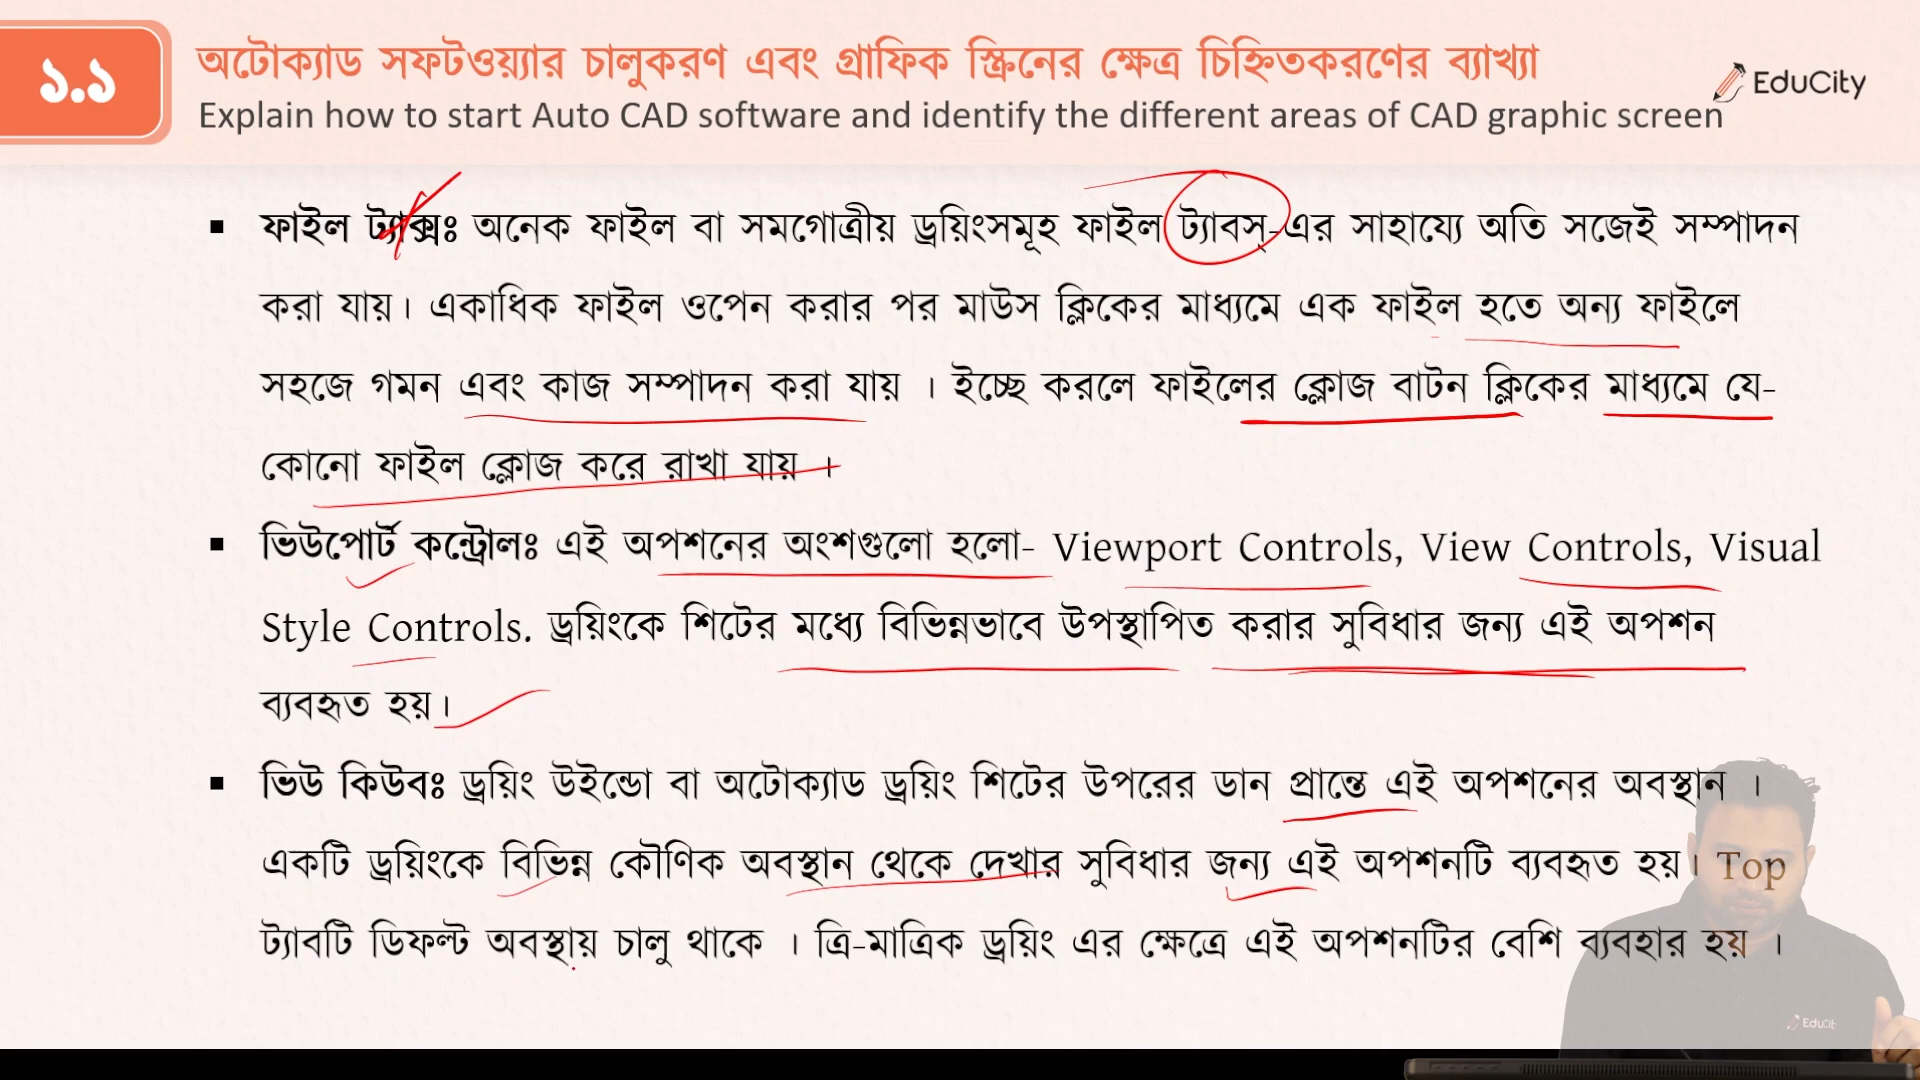 ১.১
অটোক্যাড সফটওয়্যার চালুকরণ এবং গ্রাফিক স্ক্রিনের ক্ষেত্র চিহ্নিতকরণের ব্যাখ্যা
Explain how to start Auto CAD software and identify the different areas of CAD graphic screen
EduCity
▪ ফাইল ট্যাক্সঃ অনেক ফাইল বা সমগোত্রীয় ড্রয়িংসমূহ ফাইল ট্যাবস্-এর সাহায্যে অতি সজেই সম্পাদন
করা যায়। একাধিক ফাইল ওপেন করার পর মাউস ক্লিকের মাধ্যমে এক ফাইল হতে অন্য ফাইলে
সহজে গমন এবং কাজ সম্পাদন করা যায় । ইচ্ছে করলে ফাইলের ক্লোজ বাটন ক্লিকের মাধ্যমে যে-
কোনো ফাইল ক্লোজ করে রাখা যায় ।
▪ ভিউপোর্ট কন্ট্রোলঃ এই অপশনের অংশগুলো হলো- Viewport Controls, View Controls, Visual
Style Controls. ড্রয়িংকে শিটের মধ্যে বিভিন্নভাবে উপস্থাপিত করার সুবিধার জন্য এই অপশন
ব্যবহৃত হয়।
▪ ভিউ কিউবঃ ড্রয়িং উইন্ডো বা অটোক্যাড ড্রয়িং শিটের উপরের ডান প্রান্তে এই অপশনের অবস্থান ।
একটি ড্রয়িংকে বিভিন্ন কৌণিক অবস্থান থেকে দেখার সুবিধার জন্য এই অপশনটি ব্যবহৃত হয়। Top
ট্যাবটি ডিফল্ট অবস্থায় চালু থাকে । ত্রি-মাত্রিক ড্রয়িং এর ক্ষেত্রে এই অপশনটির বেশি ব্যবহার হয় ।
EduCity